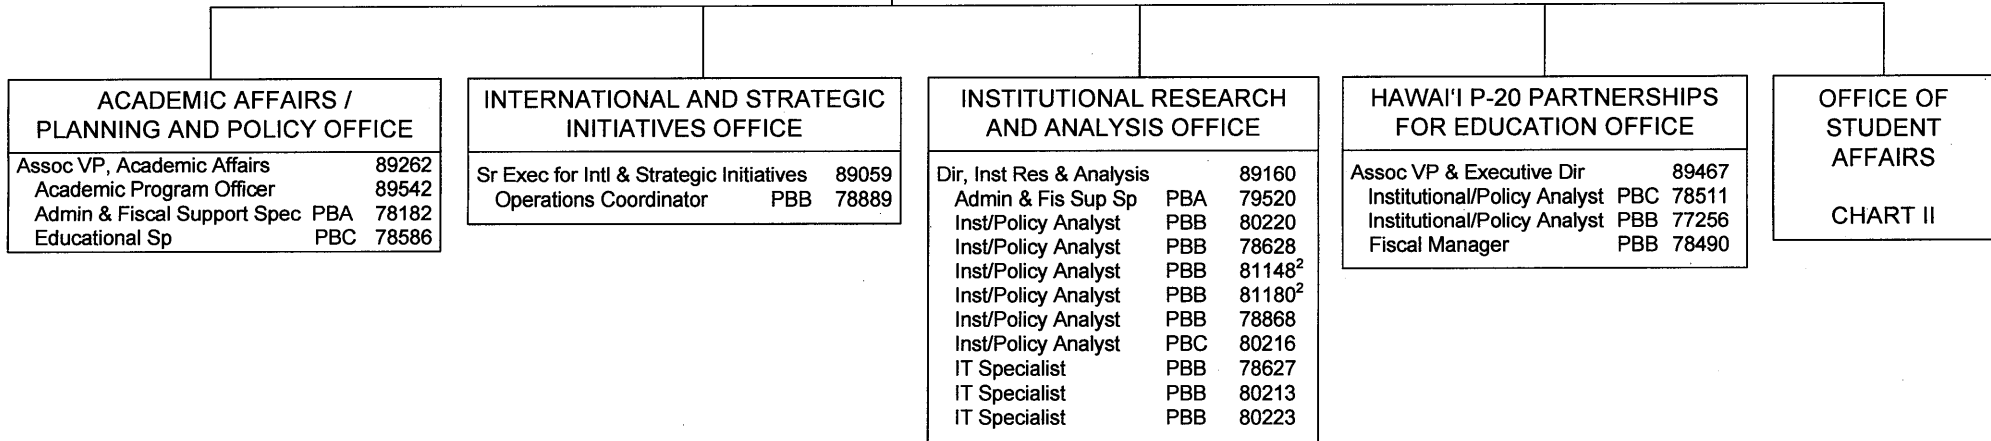 ACADEMIC AFFAIRS /
PLANNING AND POLICY OFFICE
Assoc VP, Academic Affairs 89262
Academic Program Officer 89542
Admin & Fiscal Support Spec PBA 78182
Educational Sp PBC 78586
INTERNATIONAL AND STRATEGIC
INITIATIVES OFFICE
Sr Exec for Intl & Strategic Initiatives 89059
Operations Coordinator PBB 78889
INSTITUTIONAL RESEARCH
AND ANALYSIS OFFICE
Dir, Inst Res & Analysis 89160
Admin & Fis Sup Sp PBA 79520
Inst/Policy Analyst PBB 80220
Inst/Policy Analyst PBB 78628
Inst/Policy Analyst PBB 81148²
Inst/Policy Analyst PBB 81180²
Inst/Policy Analyst PBB 78868
Inst/Policy Analyst PBC 80216
IT Specialist PBB 78627
IT Specialist PBB 80213
IT Specialist PBB 80223
HAWAI‘I P-20 PARTNERSHIPS
FOR EDUCATION OFFICE
Assoc VP & Executive Dir 89467
Institutional/Policy Analyst PBC 78511
Institutional/Policy Analyst PBB 77256
Fiscal Manager PBB 78490
OFFICE OF
STUDENT
AFFAIRS
CHART II